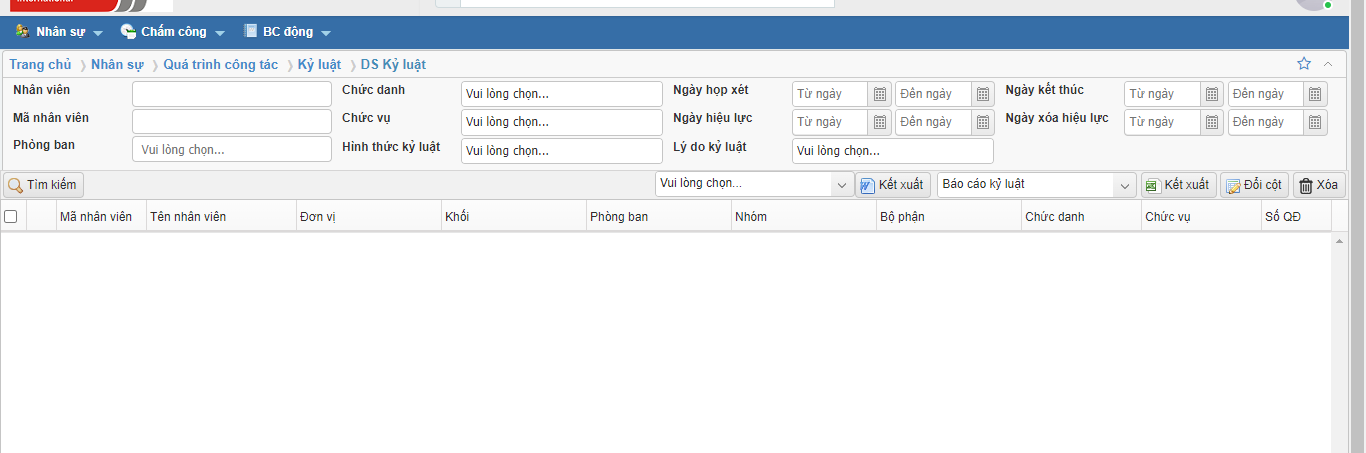 International
Nhân sự Chấm công BC động
Trang chủ Nhân sự Quá trình công tác Kỷ luật DS Kỷ luật
Nhân viên Chức danh Vui lòng chọn... Ngày họp xét Từ ngày Đến ngày Ngày kết thúc Từ ngày Đến ngày
Mã nhân viên Chức vụ Vui lòng chọn... Ngày hiệu lực Từ ngày Đến ngày Ngày xóa hiệu lực Từ ngày Đến ngày
Phòng ban Vui lòng chọn... Hình thức kỷ luật Vui lòng chọn... Lý do kỷ luật Vui lòng chọn...
Tìm kiếm Vui lòng chọn... Kết xuất Báo cáo kỷ luật Kết xuất Đổi cột Xóa
Mã nhân viên Tên nhân viên Đơn vị Khối Phòng ban Nhóm Bộ phận Chức danh Chức vụ Số QĐ